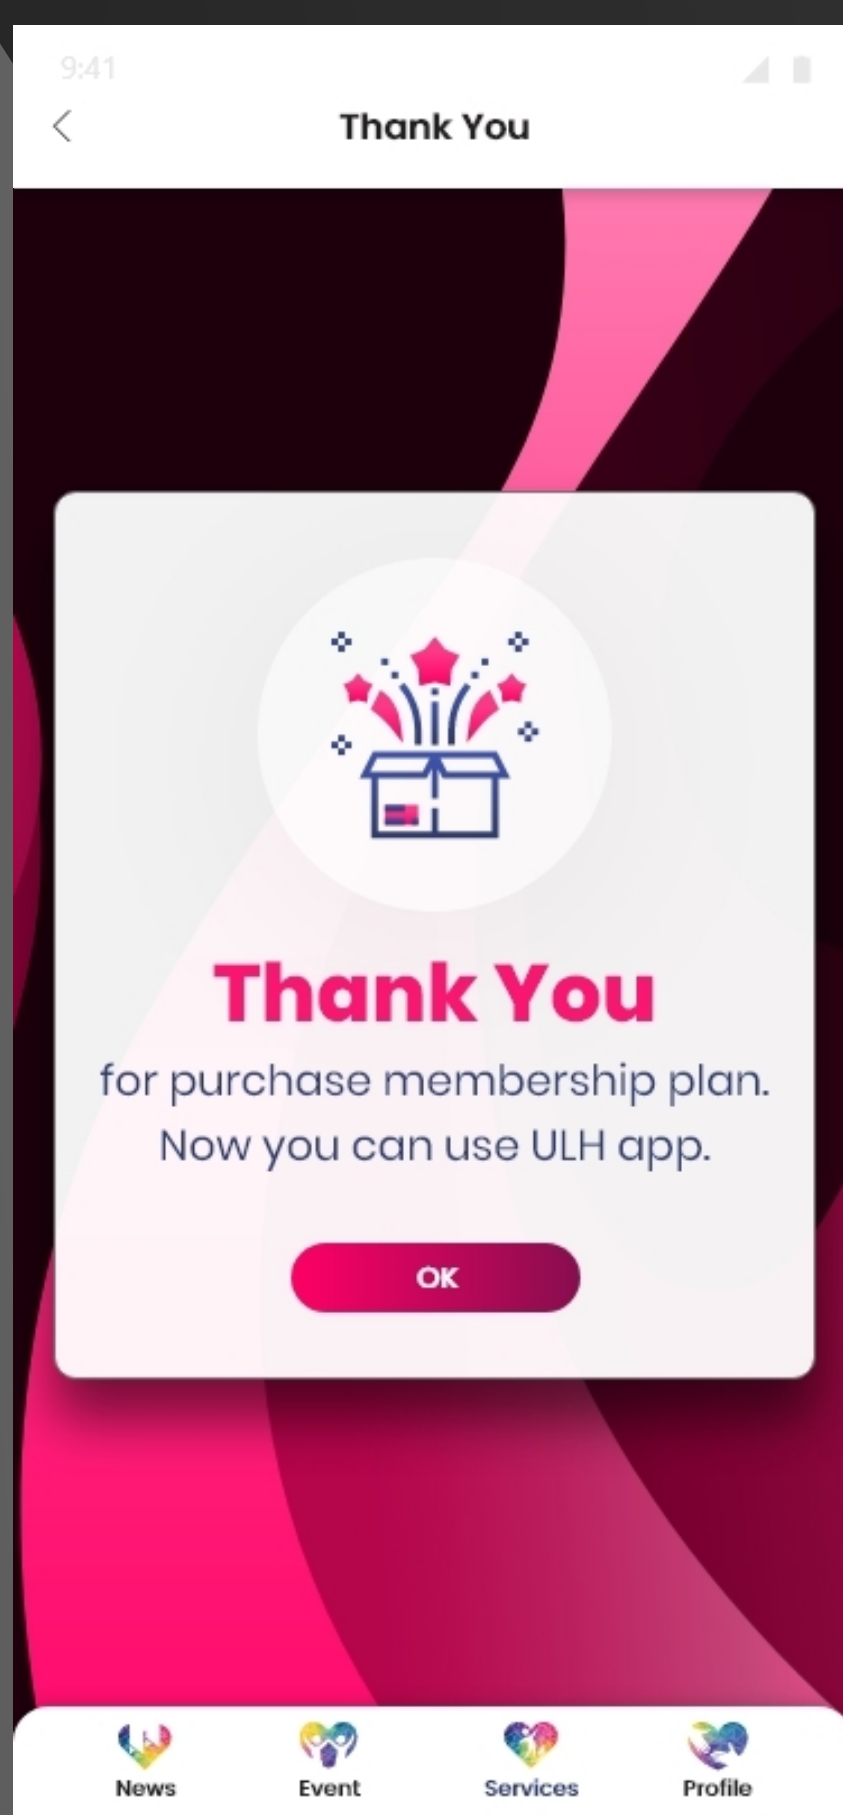 9:41
Thank You
Thank You
for purchase membership plan.
Now you can use ULH app.
OK
News
Event
Services
Profile